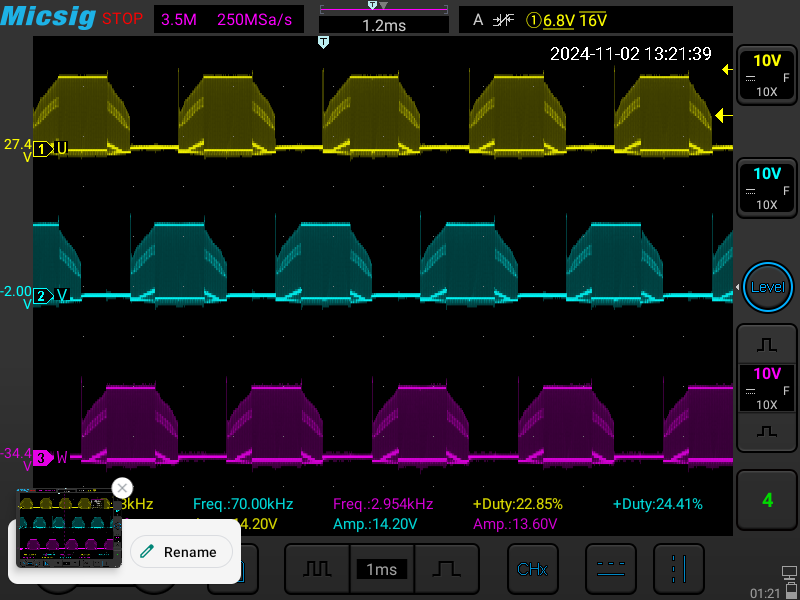 Micsig STOP 3.5M 250MSa/s T 1.2ms A 1 6.8V 16V
T
2024-11-02 13:21:39
10V
F
10X
27.4 V 1 U
10V
F
10X
-2.00 V 2 V
Level
10V
F
10X
-34.4 V 3 W
kHz Freq.:70.00kHz Freq.:2.954kHz +Duty:22.85% +Duty:24.41%
14.20V Amp.:14.20V Amp.:13.60V
4
Rename
1ms CHx
01:21